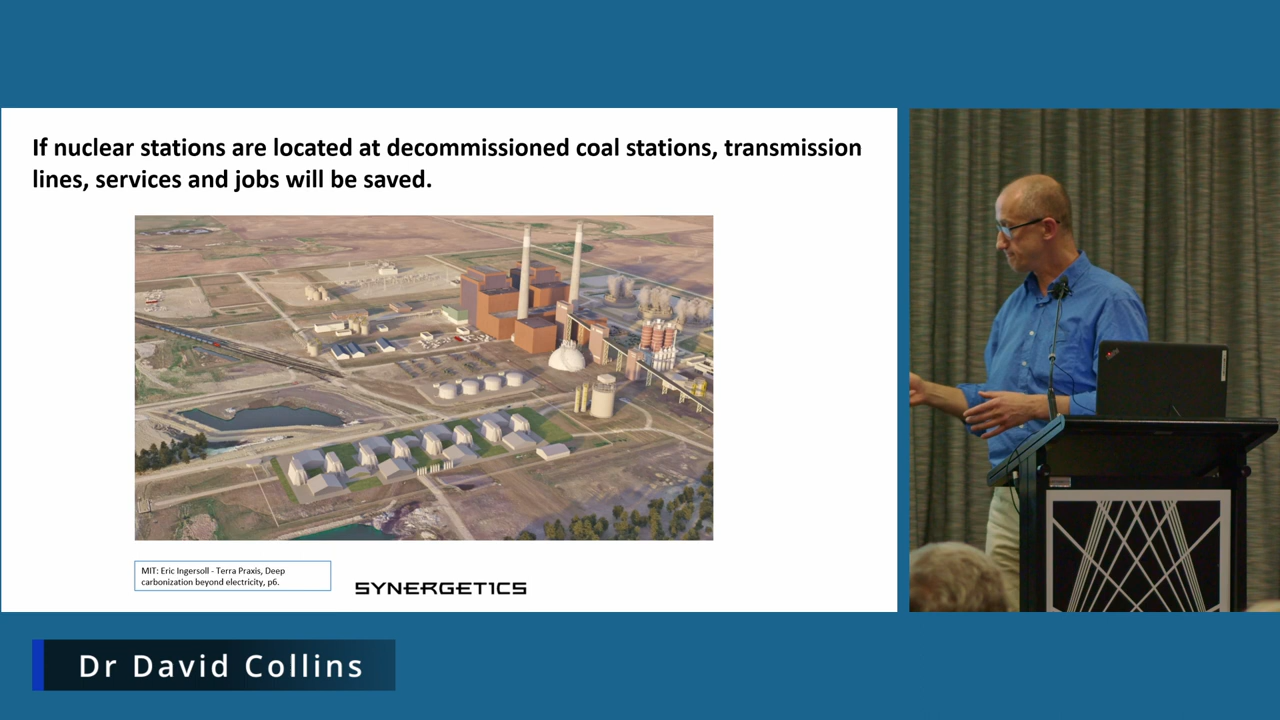 If nuclear stations are located at decommissioned coal stations, transmission
lines, services and jobs will be saved.
MIT: Eric Ingersoll - Terra Praxis, Deep
carbonization beyond electricity, p6.
SYNERGETICS
Dr David Collins